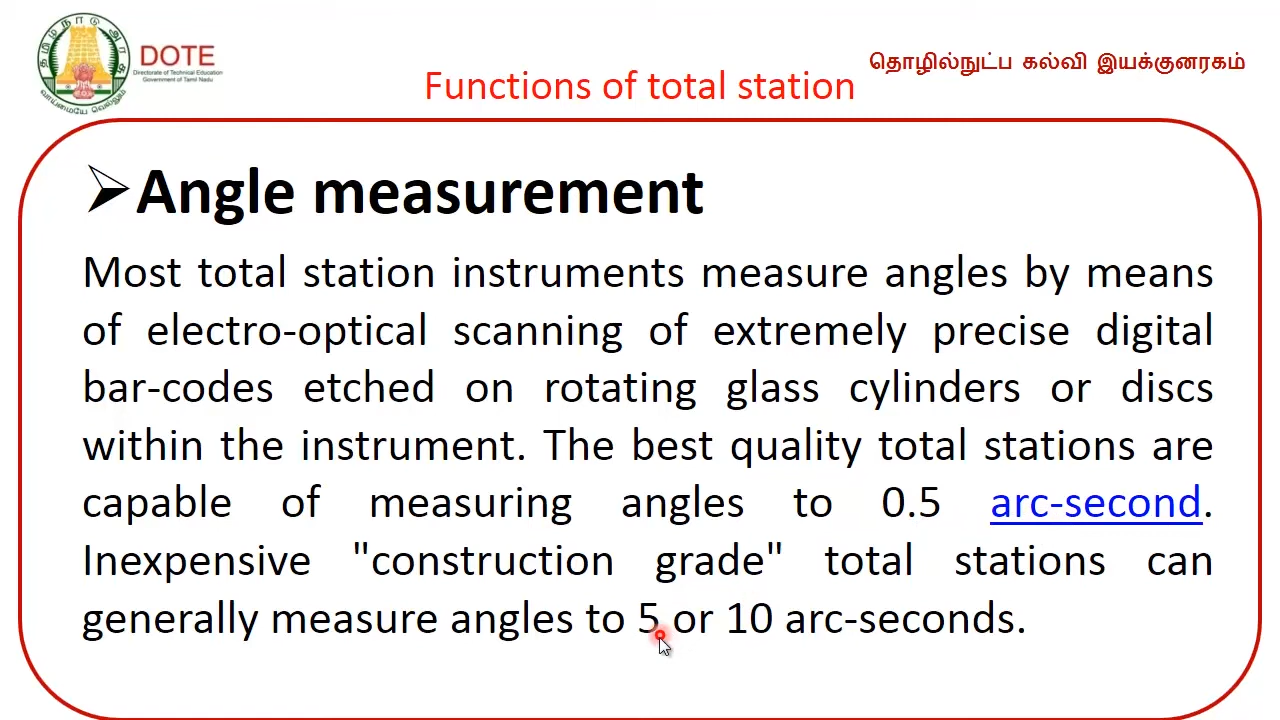 தமிழ்நாடு அரசு
வாய்மையே வெல்லும்
DOTE
Directorate of Technical Education
Government of Tamil Nadu
தொழில்நுட்ப கல்வி இயக்குனரகம்
Functions of total station
➢Angle measurement
Most total station instruments measure angles by means
of electro-optical scanning of extremely precise digital
bar-codes etched on rotating glass cylinders or discs
within the instrument. The best quality total stations are
capable of measuring angles to 0.5 arc-second.
Inexpensive "construction grade" total stations can
generally measure angles to 5 or 10 arc-seconds.